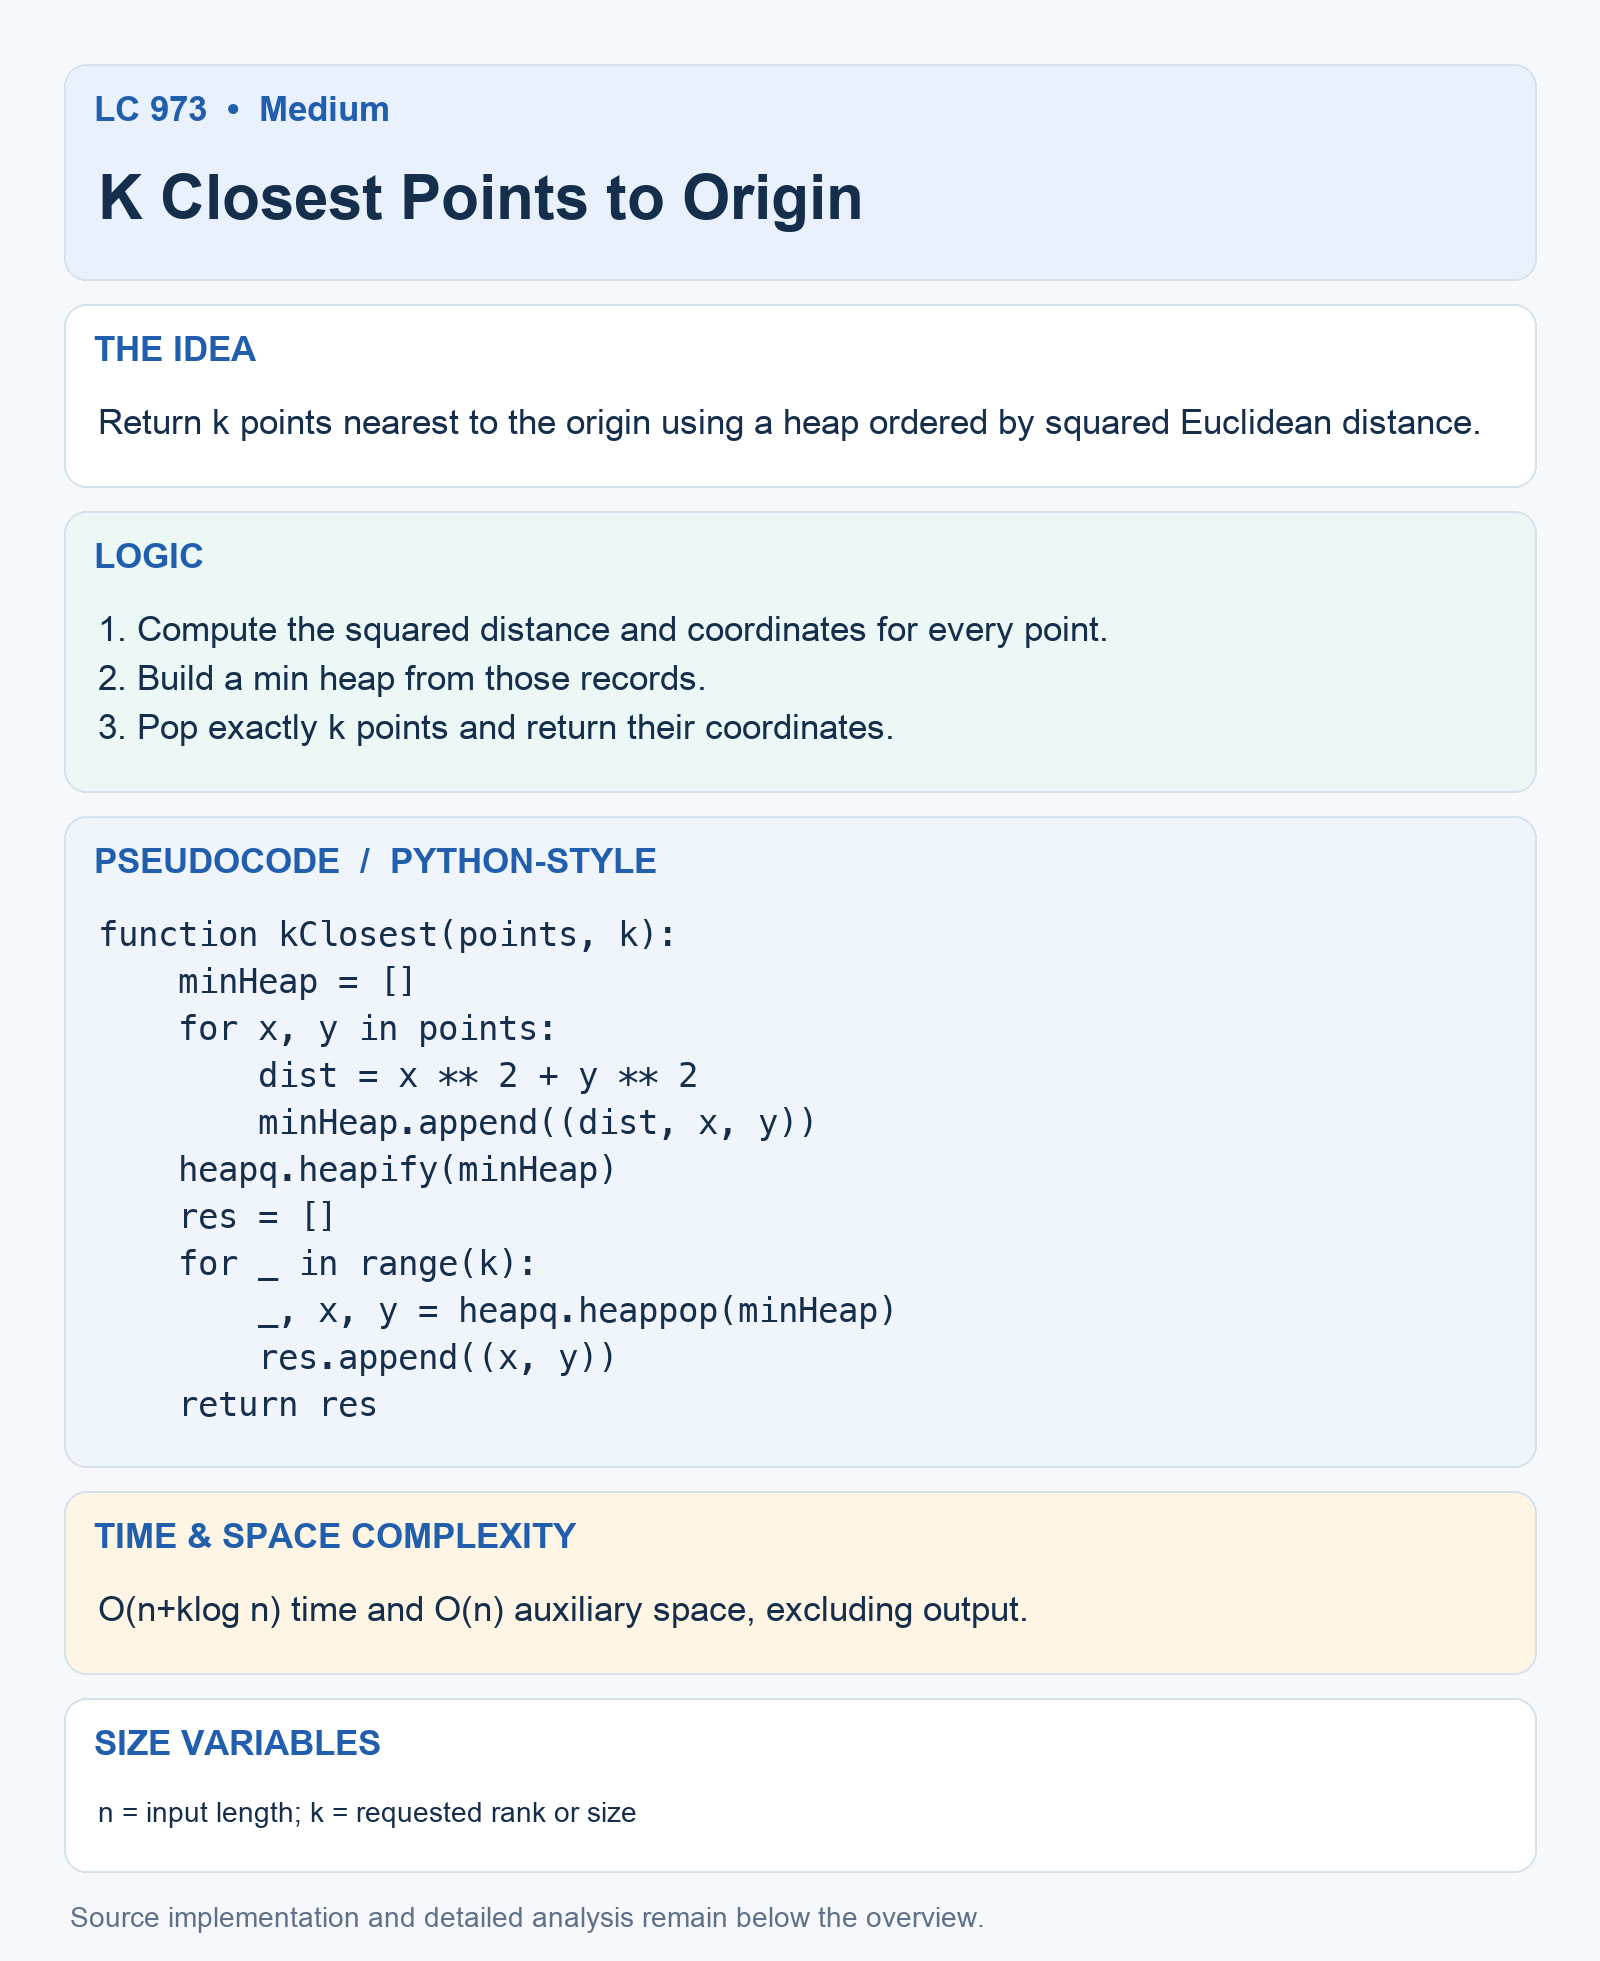 LC 973 • Medium
K Closest Points to Origin
THE IDEA
Return k points nearest to the origin using a heap ordered by squared Euclidean distance.
LOGIC
1. Compute the squared distance and coordinates for every point.
2. Build a min heap from those records.
3. Pop exactly k points and return their coordinates.
PSEUDOCODE / PYTHON-STYLE
function kClosest(points, k):
    minHeap = []
    for x, y in points:
        dist = x ** 2 + y ** 2
        minHeap.append((dist, x, y))
    heapq.heapify(minHeap)
    res = []
    for _ in range(k):
        _, x, y = heapq.heappop(minHeap)
        res.append((x, y))
    return res
TIME & SPACE COMPLEXITY
O(n+klog n) time and O(n) auxiliary space, excluding output.
SIZE VARIABLES
n = input length; k = requested rank or size
Source implementation and detailed analysis remain below the overview.